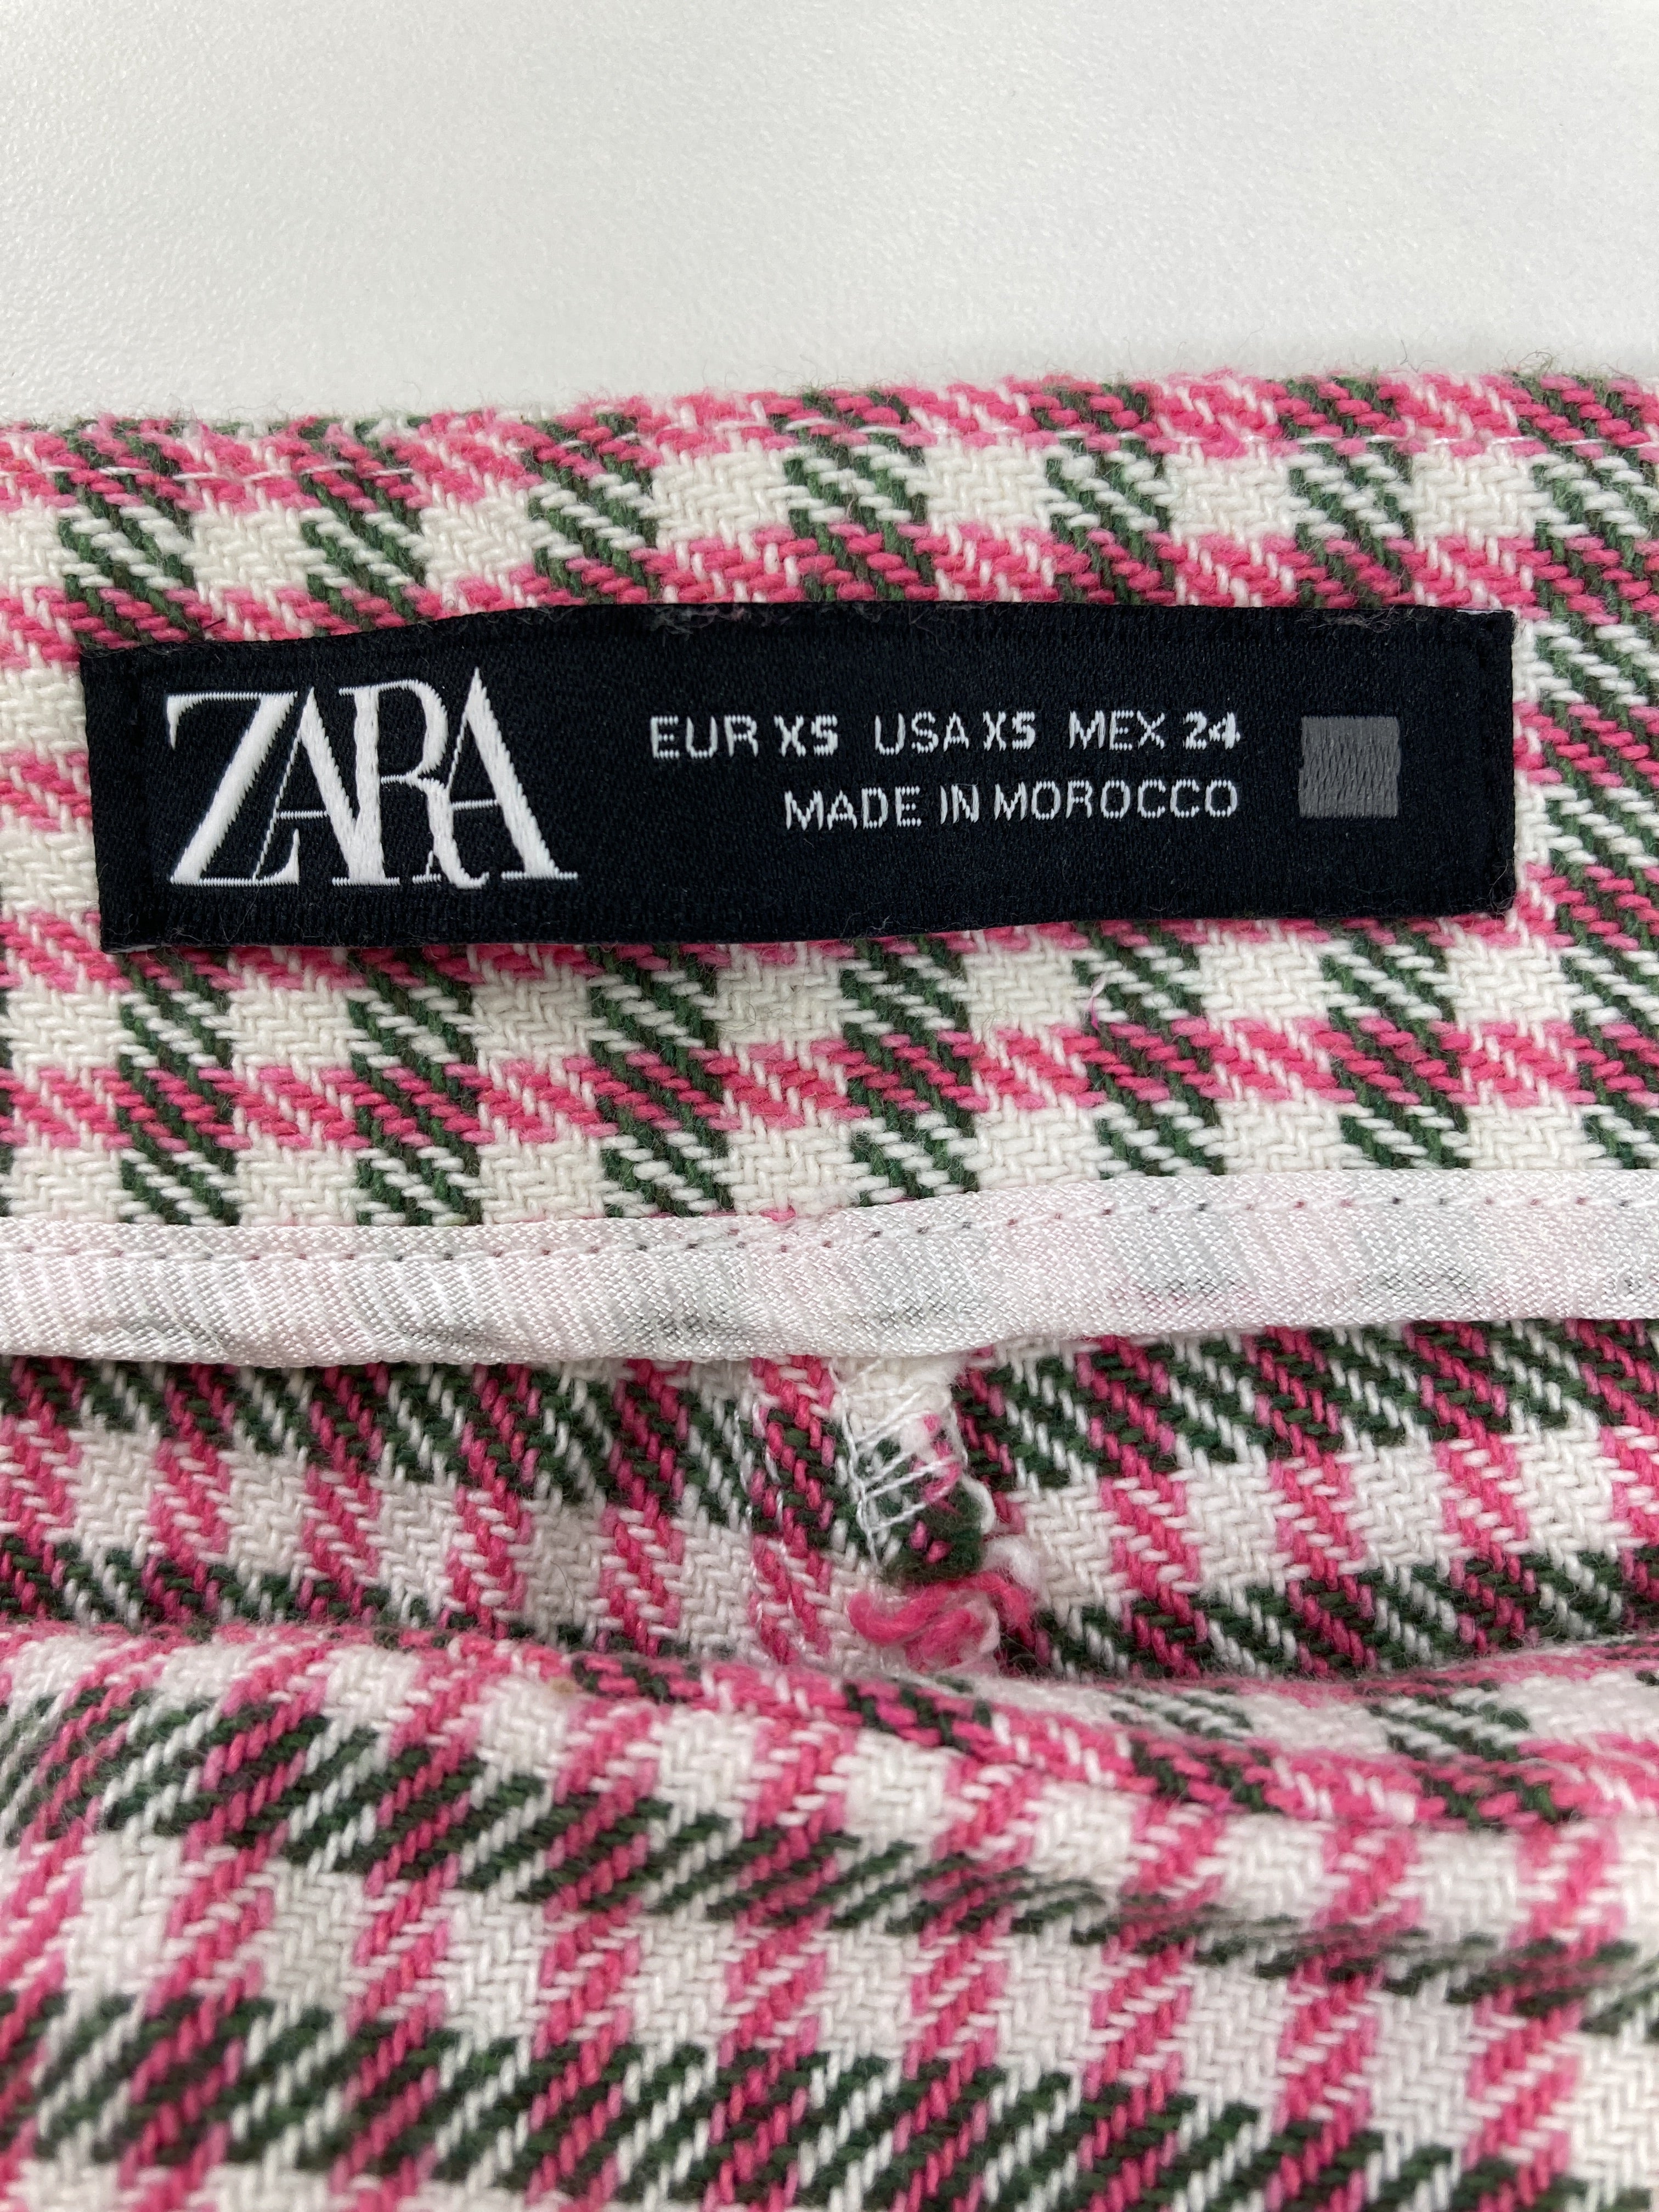 ZARA
EUR XS USA XS MEX 24
MADE IN MOROCCO